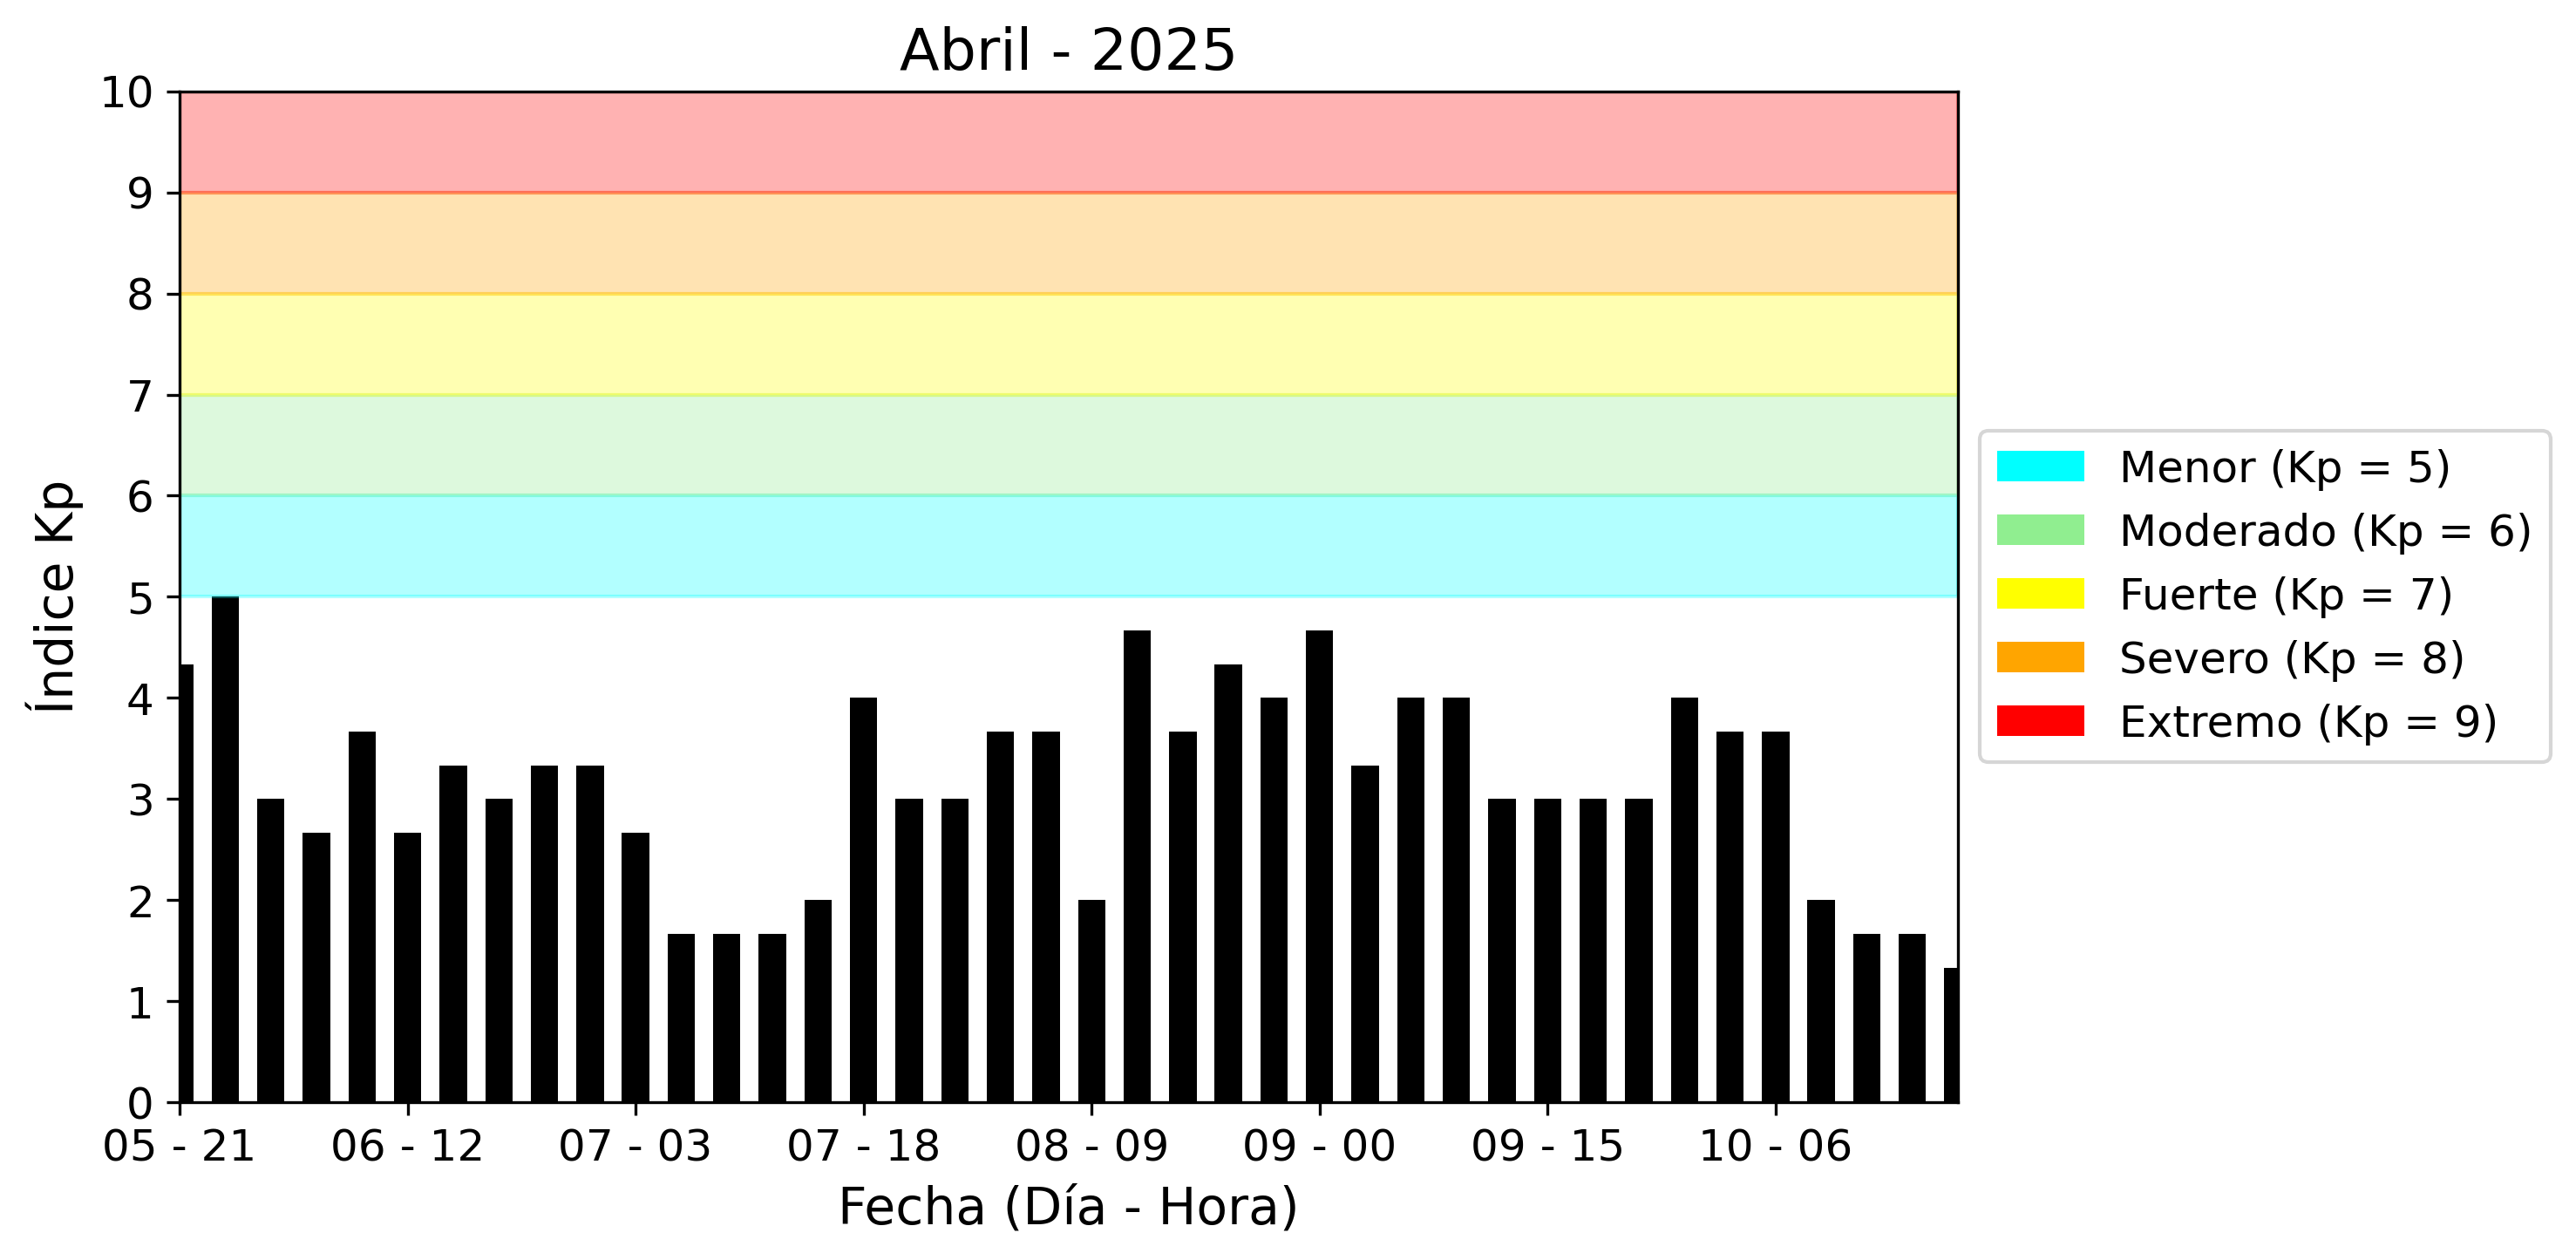 Abril - 2025
10
9
8
7
6
5
4
3
2
1
0
Índice Kp
05 - 21
06 - 12
07 - 03
07 - 18
08 - 09
09 - 00
09 - 15
10 - 06
Fecha (Día - Hora)
Menor (Kp = 5)
Moderado (Kp = 6)
Fuerte (Kp = 7)
Severo (Kp = 8)
Extremo (Kp = 9)